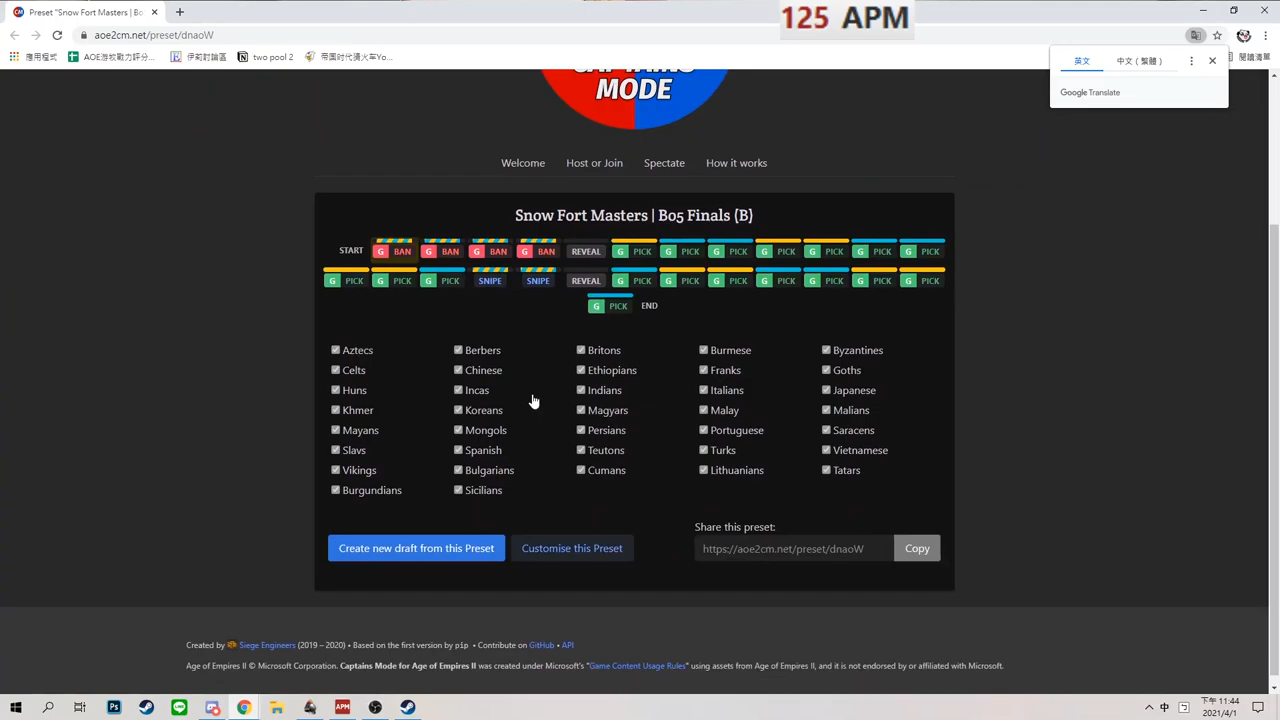 Preset "Snow Fort Masters | Bo5
125 APM
aoe2cm.net/preset/dnaoW
應用程式 AOE游牧戰力評分... 伊莉討論區 two pool 2 帝国时代搞火车Yo... 閱讀清單
英文 中文 (繁體)
Google Translate
CAPTAINS
MODE
Welcome Host or Join Spectate How it works
Snow Fort Masters | Bo5 Finals (B)
START G BAN G BAN G BAN G BAN REVEAL G PICK G PICK G PICK G PICK G PICK G PICK G PICK
G PICK G PICK G PICK SNIPE SNIPE REVEAL G PICK G PICK G PICK G PICK G PICK G PICK G PICK
G PICK END
Aztecs Berbers Britons Burmese Byzantines
Celts Chinese Ethiopians Franks Goths
Huns Incas Indians Italians Japanese
Khmer Koreans Magyars Malay Malians
Mayans Mongols Persians Portuguese Saracens
Slavs Spanish Teutons Turks Vietnamese
Vikings Bulgarians Cumans Lithuanians Tatars
Burgundians Sicilians
Share this preset:
Create new draft from this Preset Customise this Preset https://aoe2cm.net/preset/dnaoW Copy
Created by Siege Engineers (2019 – 2020) • Based on the first version by pip • Contribute on GitHub • API
Age of Empires II © Microsoft Corporation. Captains Mode for Age of Empires II was created under Microsoft's "Game Content Usage Rules" using assets from Age of Empires II, and it is not endorsed by or affiliated with Microsoft.
APM 中 下午 11:44
2021/4/1